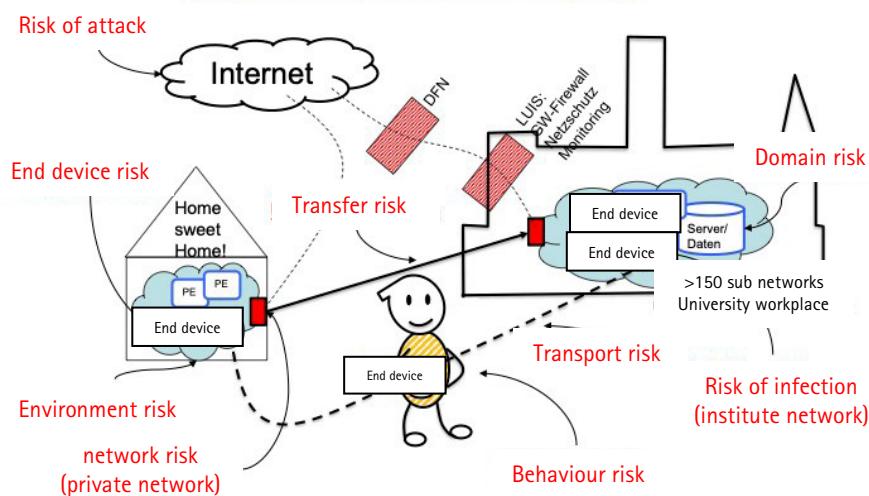 Risk of attack
Internet
DFN
LUIS:
GW-Firewall
Netzschutz
Monitoring
Domain risk
End device risk
Transfer risk
Home
sweet
Home!
End device
Server/
Daten
End device
PE
PE
>150 sub networks
University workplace
End device
End device
Transport risk
Environment risk
Risk of infection
(institute network)
network risk
(private network)
Behaviour risk